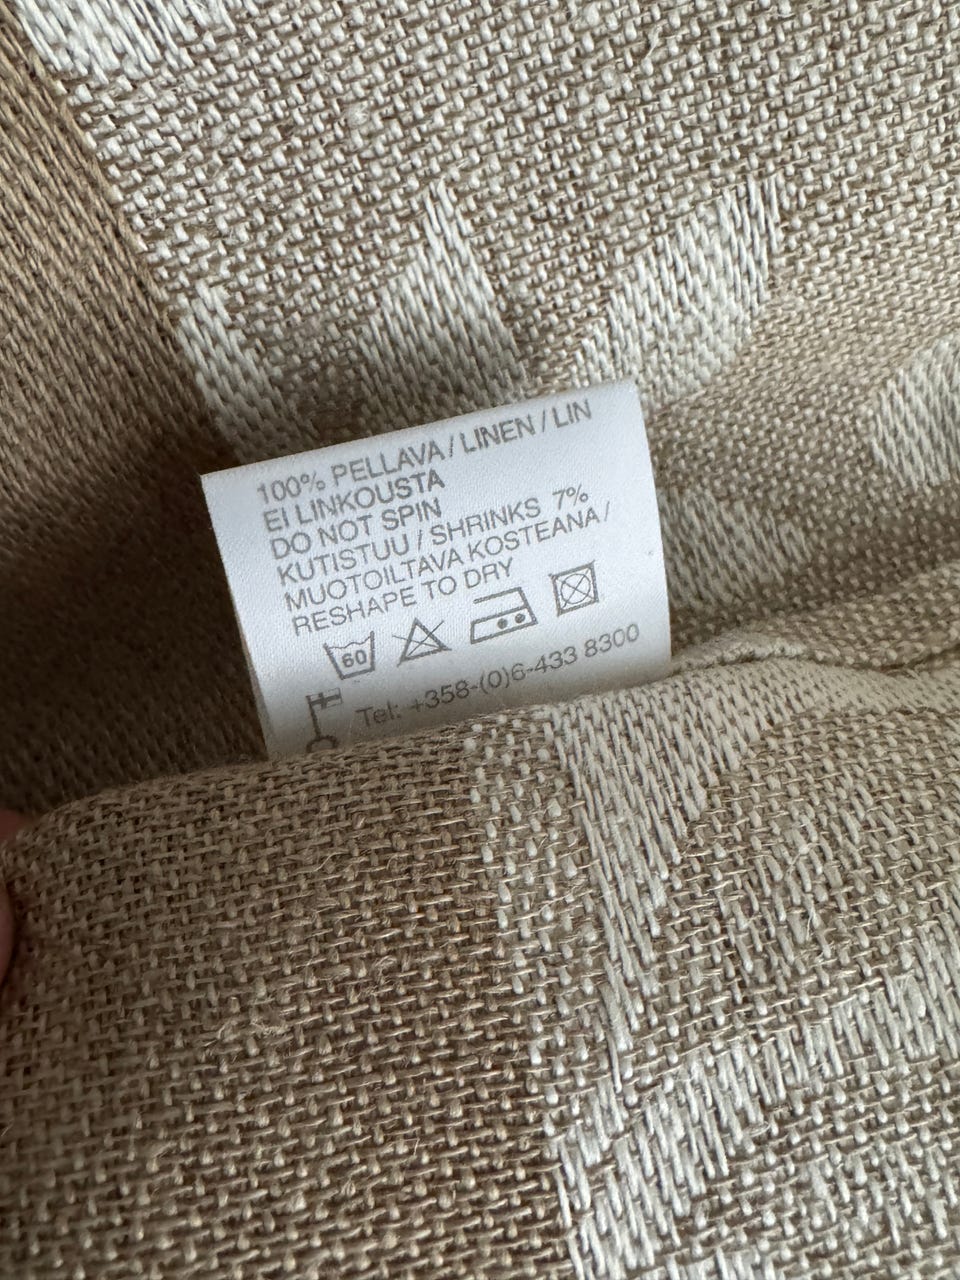 100% PELLAVA / LINEN / LIN
EI LINKOUSTA
DO NOT SPIN
KUTISTUU / SHRINKS 7%
MUOTOILTAVA KOSTEANA /
RESHAPE TO DRY
60
Tel: +358-(0)6-433 8300